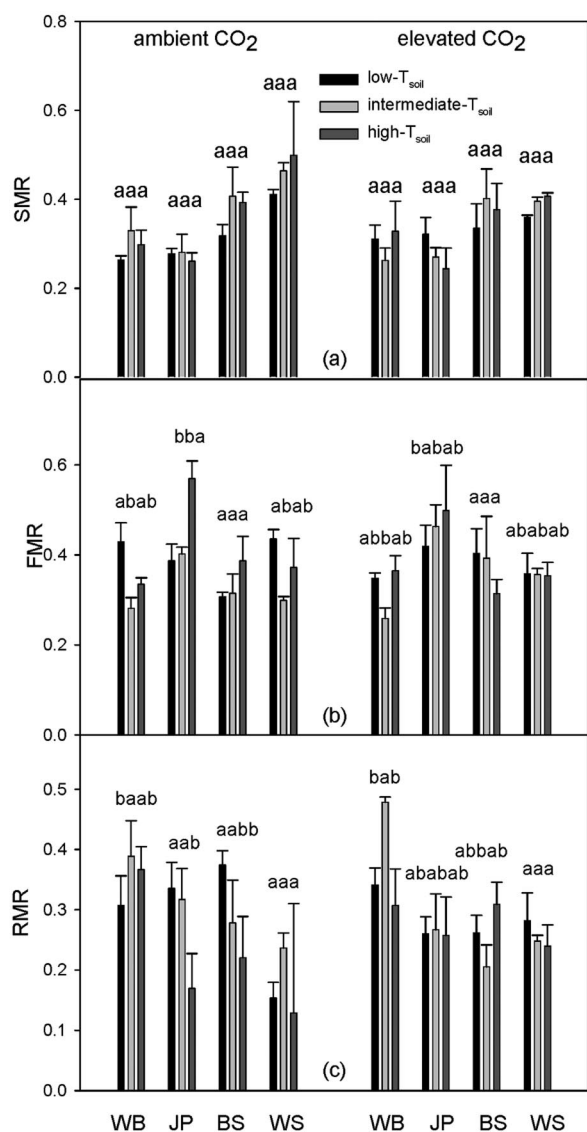 ambient CO2 elevated CO2
low-Tsoil
intermediate-Tsoil
high-Tsoil
0.8
0.6
0.4
0.2
0.0
SMR
aaa aaa aaa aaa aaa aaa aaa aaa
(a)
0.6
0.4
0.2
0.0
FMR
abab bba aaa abab abbab babab aaa ababab
(b)
0.5
0.4
0.3
0.2
0.1
0.0
RMR
baab aab aabb aaa bab ababab abbab aaa
(c)
WB JP BS WS WB JP BS WS